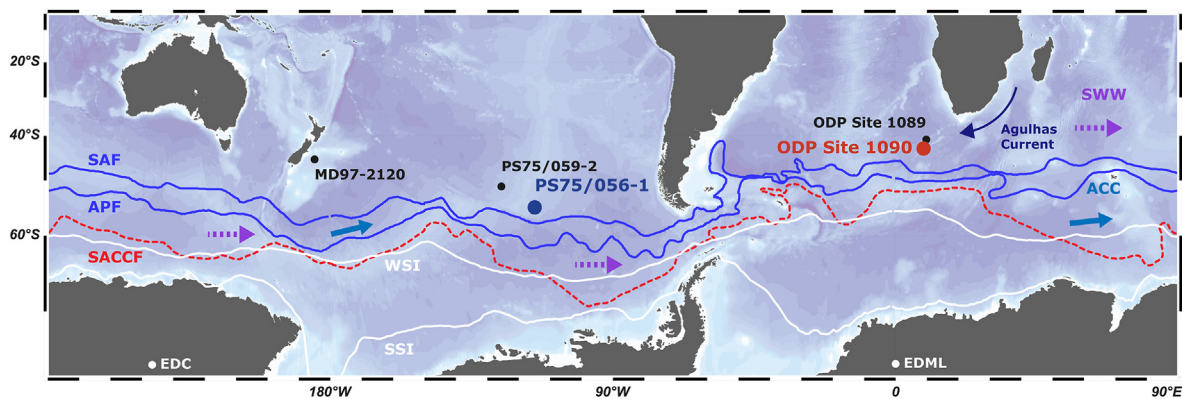 20°S
40°S
60°S
SAF
APF
SACCF
MD97-2120
PS75/059-2
PS75/056-1
WSI
SSI
EDC
ODP Site 1089
ODP Site 1090
Agulhas
Current
SWW
ACC
EDML
180°W
90°W
0
90°E